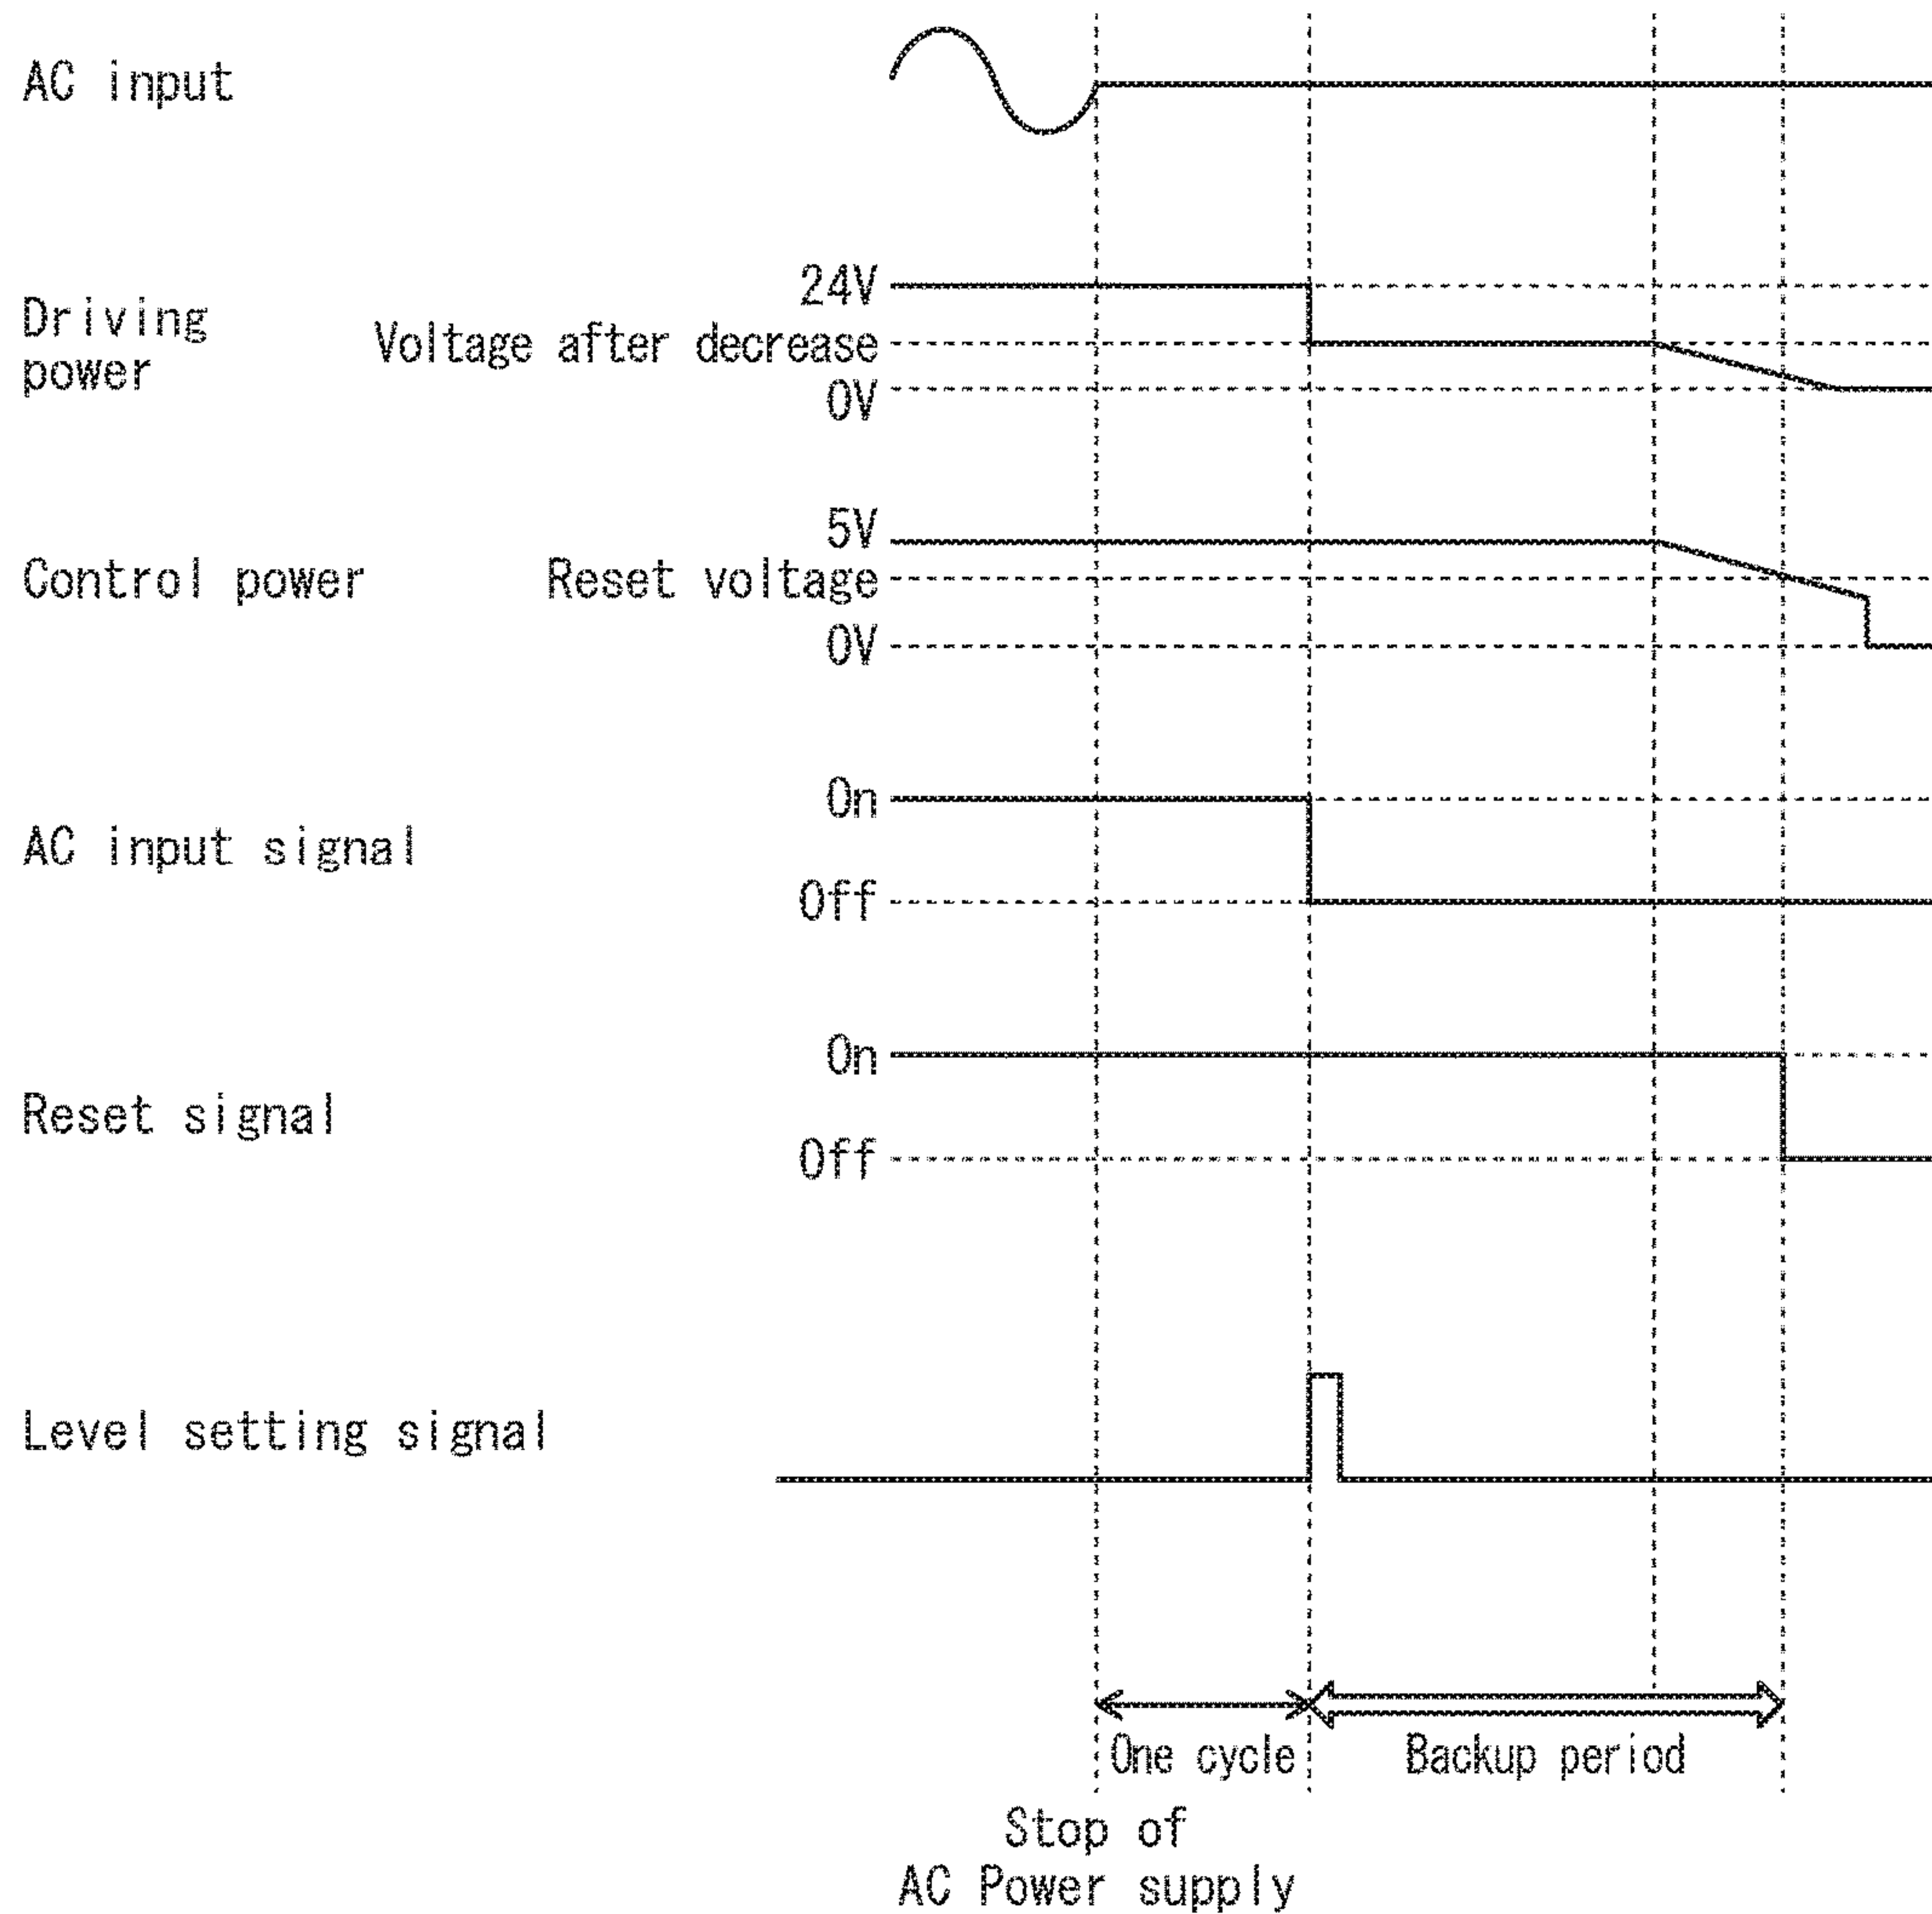 AC input
24V
Driving
power
Voltage after decrease
0V
5V
Control power
Reset voltage
0V
On
AC input signal
Off
On
Reset signal
Off
Level setting signal
One cycle
Backup period
Stop of
AC Power supply